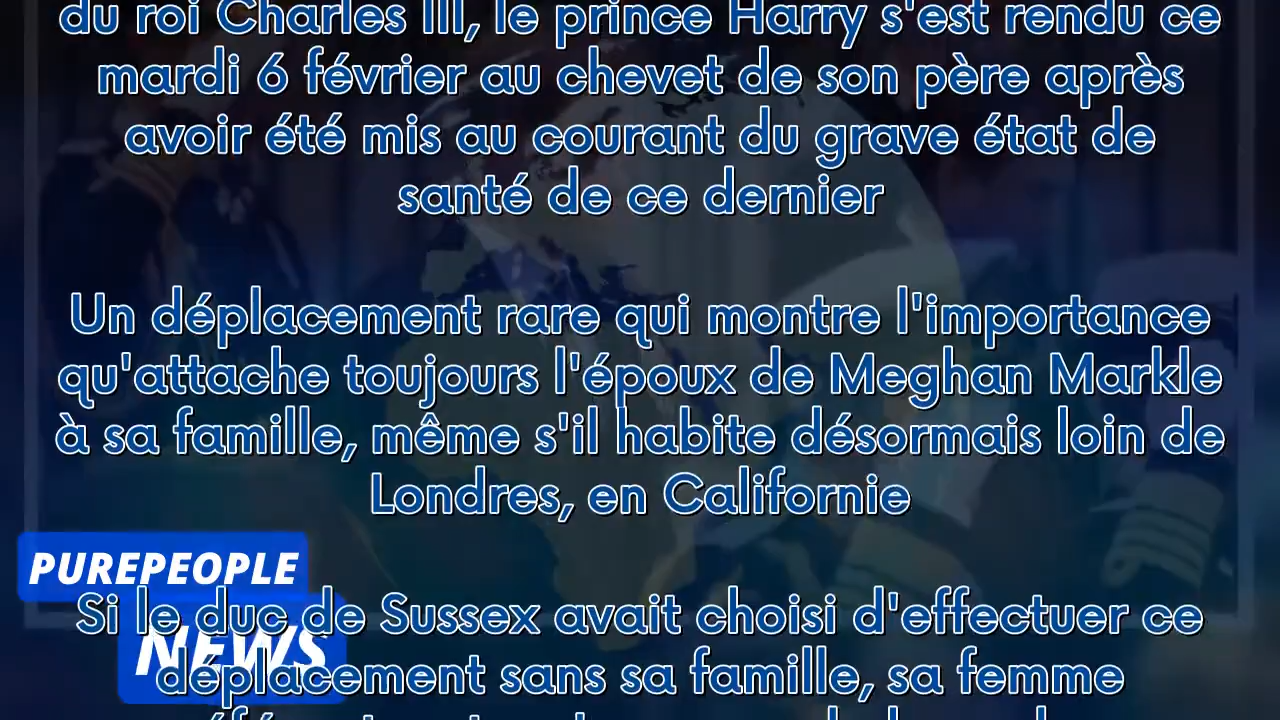 du roi Charles III, le prince Harry s'est rendu ce
mardi 6 février au chevet de son père après
avoir été mis au courant du grave état de
santé de ce dernier
Un déplacement rare qui montre l'importance
qu'attache toujours l'époux de Meghan Markle
à sa famille, même s'il habite désormais loin de
Londres, en Californie
PUREPEOPLE
NEWS
Si le duc de Sussex avait choisi d'effectuer ce
déplacement sans sa famille, sa femme